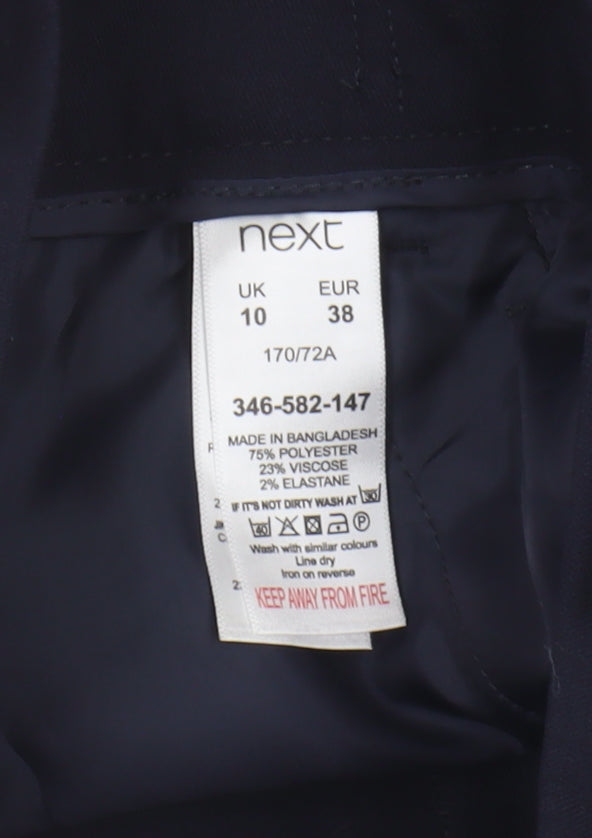 next
UK EUR
10 38
170/72A
346-582-147
MADE IN BANGLADESH
75% POLYESTER
23% VISCOSE
2% ELASTANE
IF IT'S NOT DIRTY WASH AT 30
40 P
Wash with similar colours
Line dry
Iron on reverse
KEEP AWAY FROM FIRE